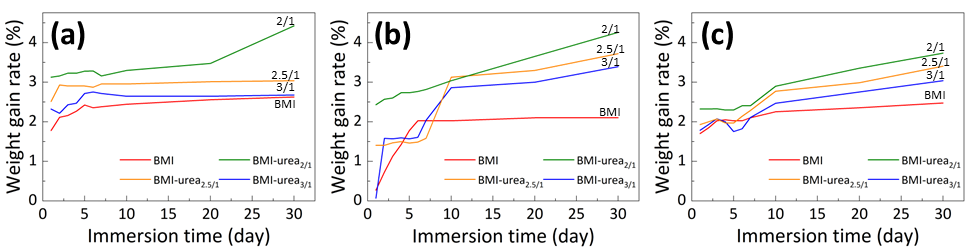 (a)
Weight gain rate (%)
4
3
2
1
0
2/1
2.5/1
3/1
BMI
BMI
BMI-urea2/1
BMI-urea2.5/1
BMI-urea3/1
0 5 10 15 20 25 30
Immersion time (day)
(b)
Weight gain rate (%)
4
3
2
1
0
2/1
2.5/1
3/1
BMI
BMI
BMI-urea2/1
BMI-urea2.5/1
BMI-urea3/1
0 5 10 15 20 25 30
Immersion time (day)
(c)
Weight gain rate (%)
4
3
2
1
0
2/1
2.5/1
3/1
BMI
BMI
BMI-urea2/1
BMI-urea2.5/1
BMI-urea3/1
0 5 10 15 20 25 30
Immersion time (day)